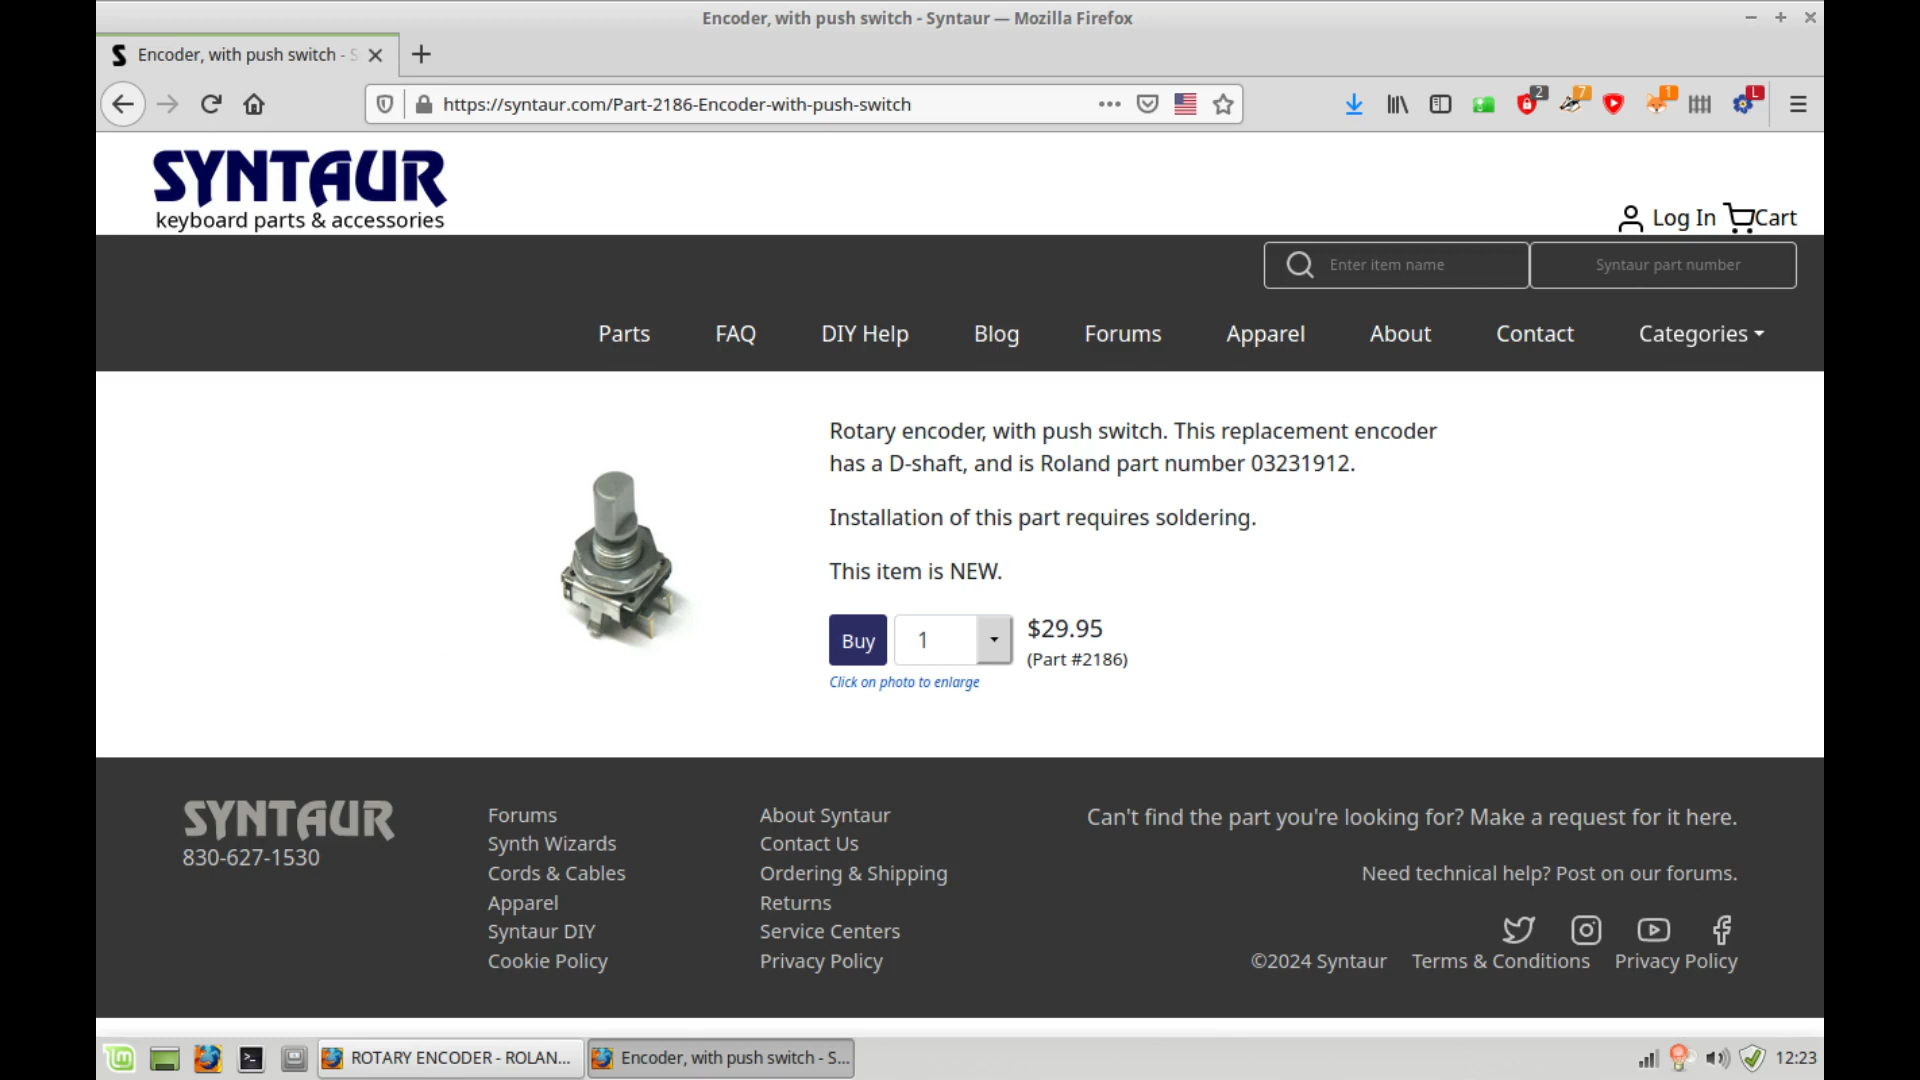 Encoder, with push switch - Syntaur — Mozilla Firefox
Encoder, with push switch - S
https://syntaur.com/Part-2186-Encoder-with-push-switch
2
7
1
L
SYNTAUR
keyboard parts & accessories
Log In
Cart
Enter item name
Syntaur part number
Parts
FAQ
DIY Help
Blog
Forums
Apparel
About
Contact
Categories
Rotary encoder, with push switch. This replacement encoder
has a D-shaft, and is Roland part number 03231912.
Installation of this part requires soldering.
This item is NEW.
Buy
1
$29.95
(Part #2186)
Click on photo to enlarge
SYNTAUR
830-627-1530
Forums
Synth Wizards
Cords & Cables
Apparel
Syntaur DIY
Cookie Policy
About Syntaur
Contact Us
Ordering & Shipping
Returns
Service Centers
Privacy Policy
Can't find the part you're looking for? Make a request for it here.
Need technical help? Post on our forums.
©2024 Syntaur
Terms & Conditions
Privacy Policy
ROTARY ENCODER - ROLAN...
Encoder, with push switch - S...
12:23